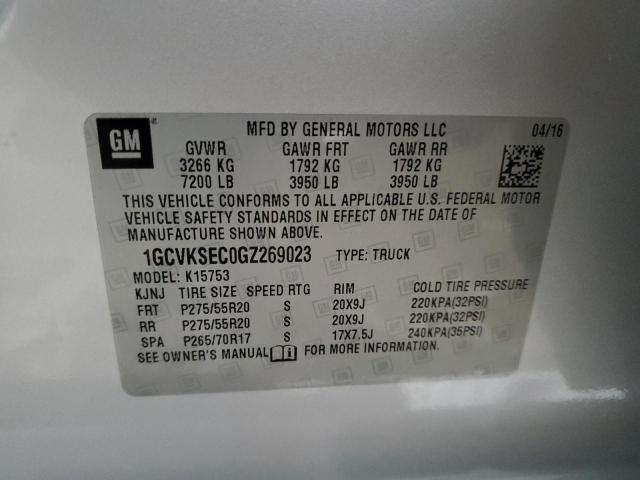 GM MFD BY GENERAL MOTORS LLC 04/16
GVWR GAWR FRT GAWR RR
3266 KG 1792 KG 1792 KG
7200 LB 3950 LB 3950 LB
THIS VEHICLE CONFORMS TO ALL APPLICABLE U.S. FEDERAL MOTOR
VEHICLE SAFETY STANDARDS IN EFFECT ON THE DATE OF
MANUFACTURE SHOWN ABOVE.
1GCVKSEC0GZ269023 TYPE: TRUCK
MODEL: K15753
KJNJ TIRE SIZE SPEED RTG RIM COLD TIRE PRESSURE
FRT P275/55R20 S 20X9J 220KPA(32PSI)
RR P275/55R20 S 20X9J 220KPA(32PSI)
SPA P265/70R17 S 17X7.5J 240KPA(35PSI)
SEE OWNER'S MANUAL FOR MORE INFORMATION.